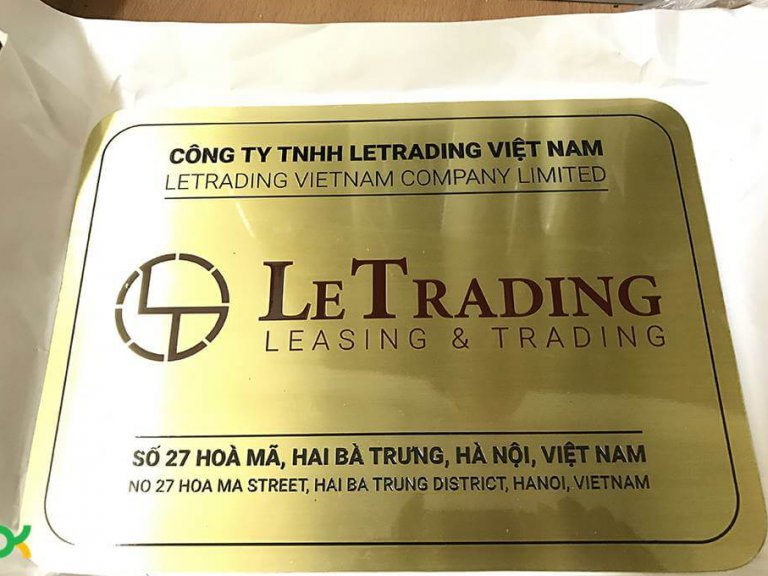 CÔNG TY TNHH LETRADING VIỆT NAM
LETRADING VIETNAM COMPANY LIMITED
LT
LETRADING
LEASING & TRADING
SỐ 27 HOÀ MÃ, HAI BÀ TRƯNG, HÀ NỘI, VIỆT NAM
NO 27 HOA MA STREET, HAI BA TRUNG DISTRICT, HANOI, VIETNAM